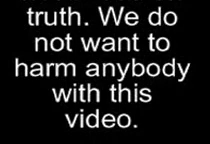 truth. We do
not want to
harm anybody
with this
video.